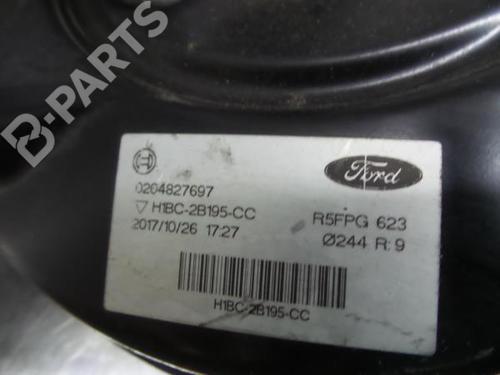 B-PARTS
Ford
0204827697
▽ H1BC-2B195-CC
R5FPG 623
2017/10/26 17:27
Ø244 R:9
H1BC-2B195-CC